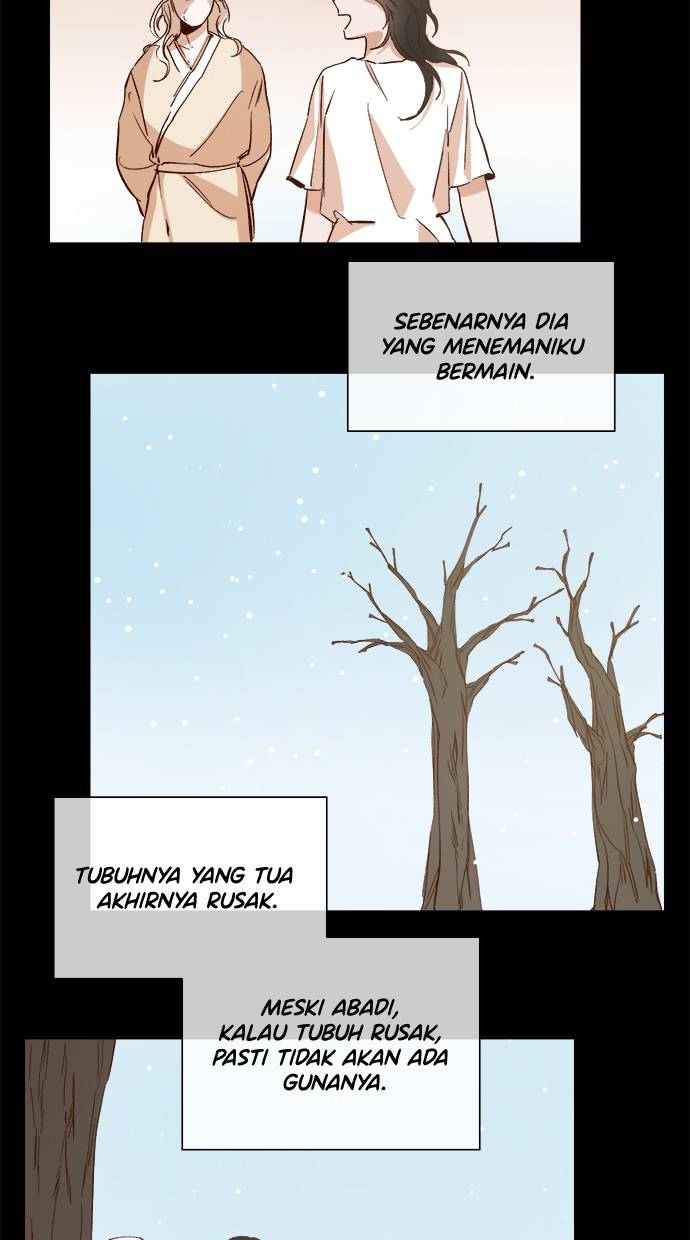 SEBENARNYA DIA
YANG MENEMANIKU
BERMAIN.
TUBUHNYA YANG TUA
AKHIRNYA RUSAK.
MESKI ABADI,
KALAU TUBUH RUSAK,
PASTI TIDAK AKAN ADA
GUNANYA.